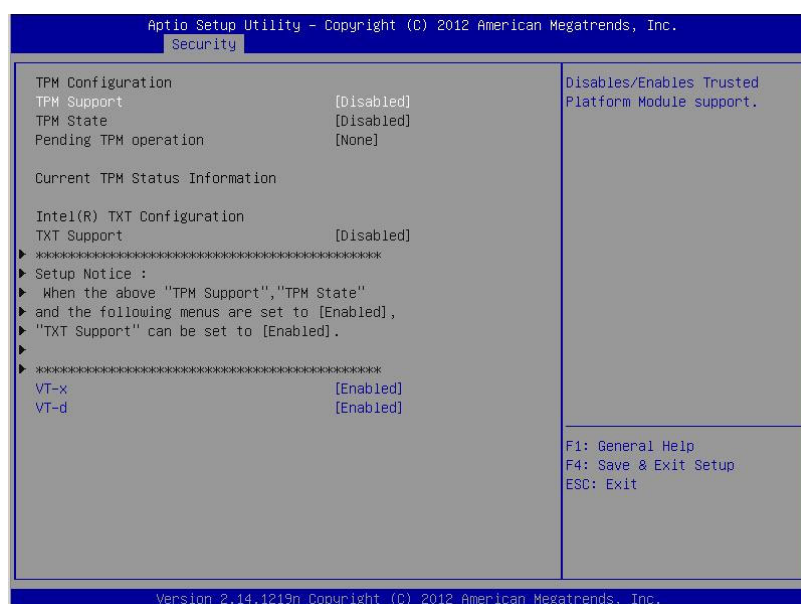 Aptio Setup Utility – Copyright (C) 2012 American Megatrends, Inc.
Security
TPM Configuration
TPM Support [Disabled]
TPM State [Disabled]
Pending TPM operation [None]
Current TPM Status Information
Intel(R) TXT Configuration
TXT Support [Disabled]
*******************************************
Setup Notice :
When the above "TPM Support","TPM State"
and the following menus are set to [Enabled],
"TXT Support" can be set to [Enabled].
*******************************************
VT-x [Enabled]
VT-d [Enabled]
Disables/Enables Trusted
Platform Module support.
F1: General Help
F4: Save & Exit Setup
ESC: Exit
Version 2.14.1219n Copyright (C) 2012 American Megatrends, Inc.